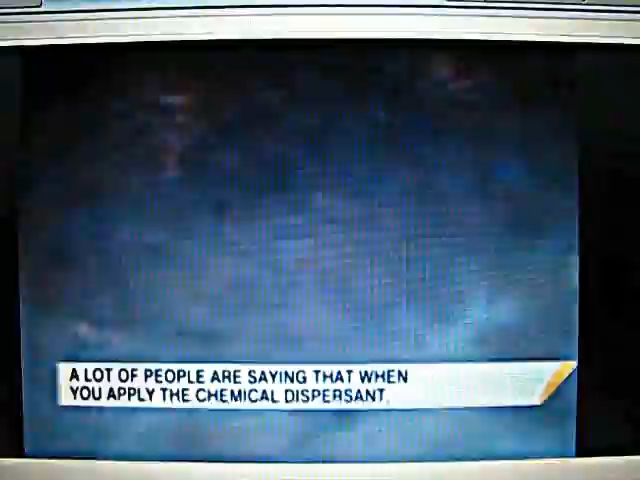 A LOT OF PEOPLE ARE SAYING THAT WHEN
YOU APPLY THE CHEMICAL DISPERSANT,